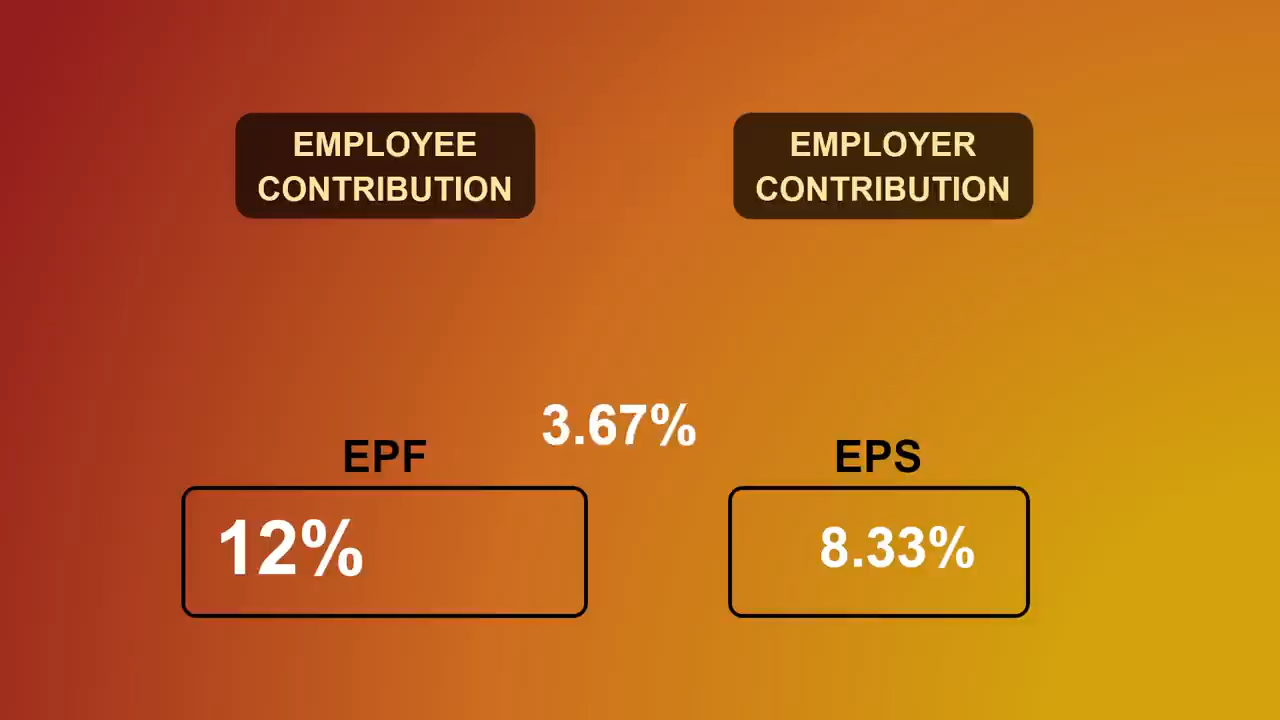 EMPLOYEE
CONTRIBUTION
EMPLOYER
CONTRIBUTION
3.67%
EPF
EPS
12%
8.33%